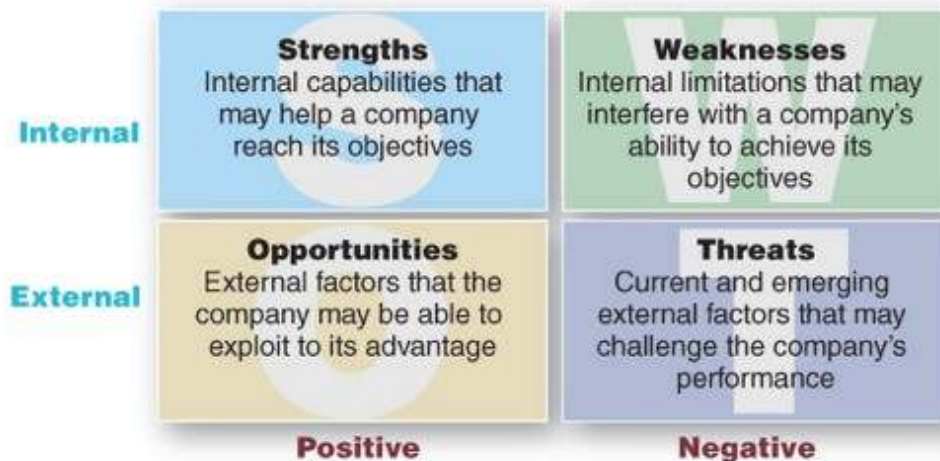 Strengths
Internal capabilities that
may help a company
reach its objectives
Weaknesses
Internal limitations that may
interfere with a company's
ability to achieve its
objectives
Internal
Opportunities
External factors that the
company may be able to
exploit to its advantage
Threats
Current and emerging
external factors that may
challenge the company's
performance
External
Positive
Negative
S
W
O
T